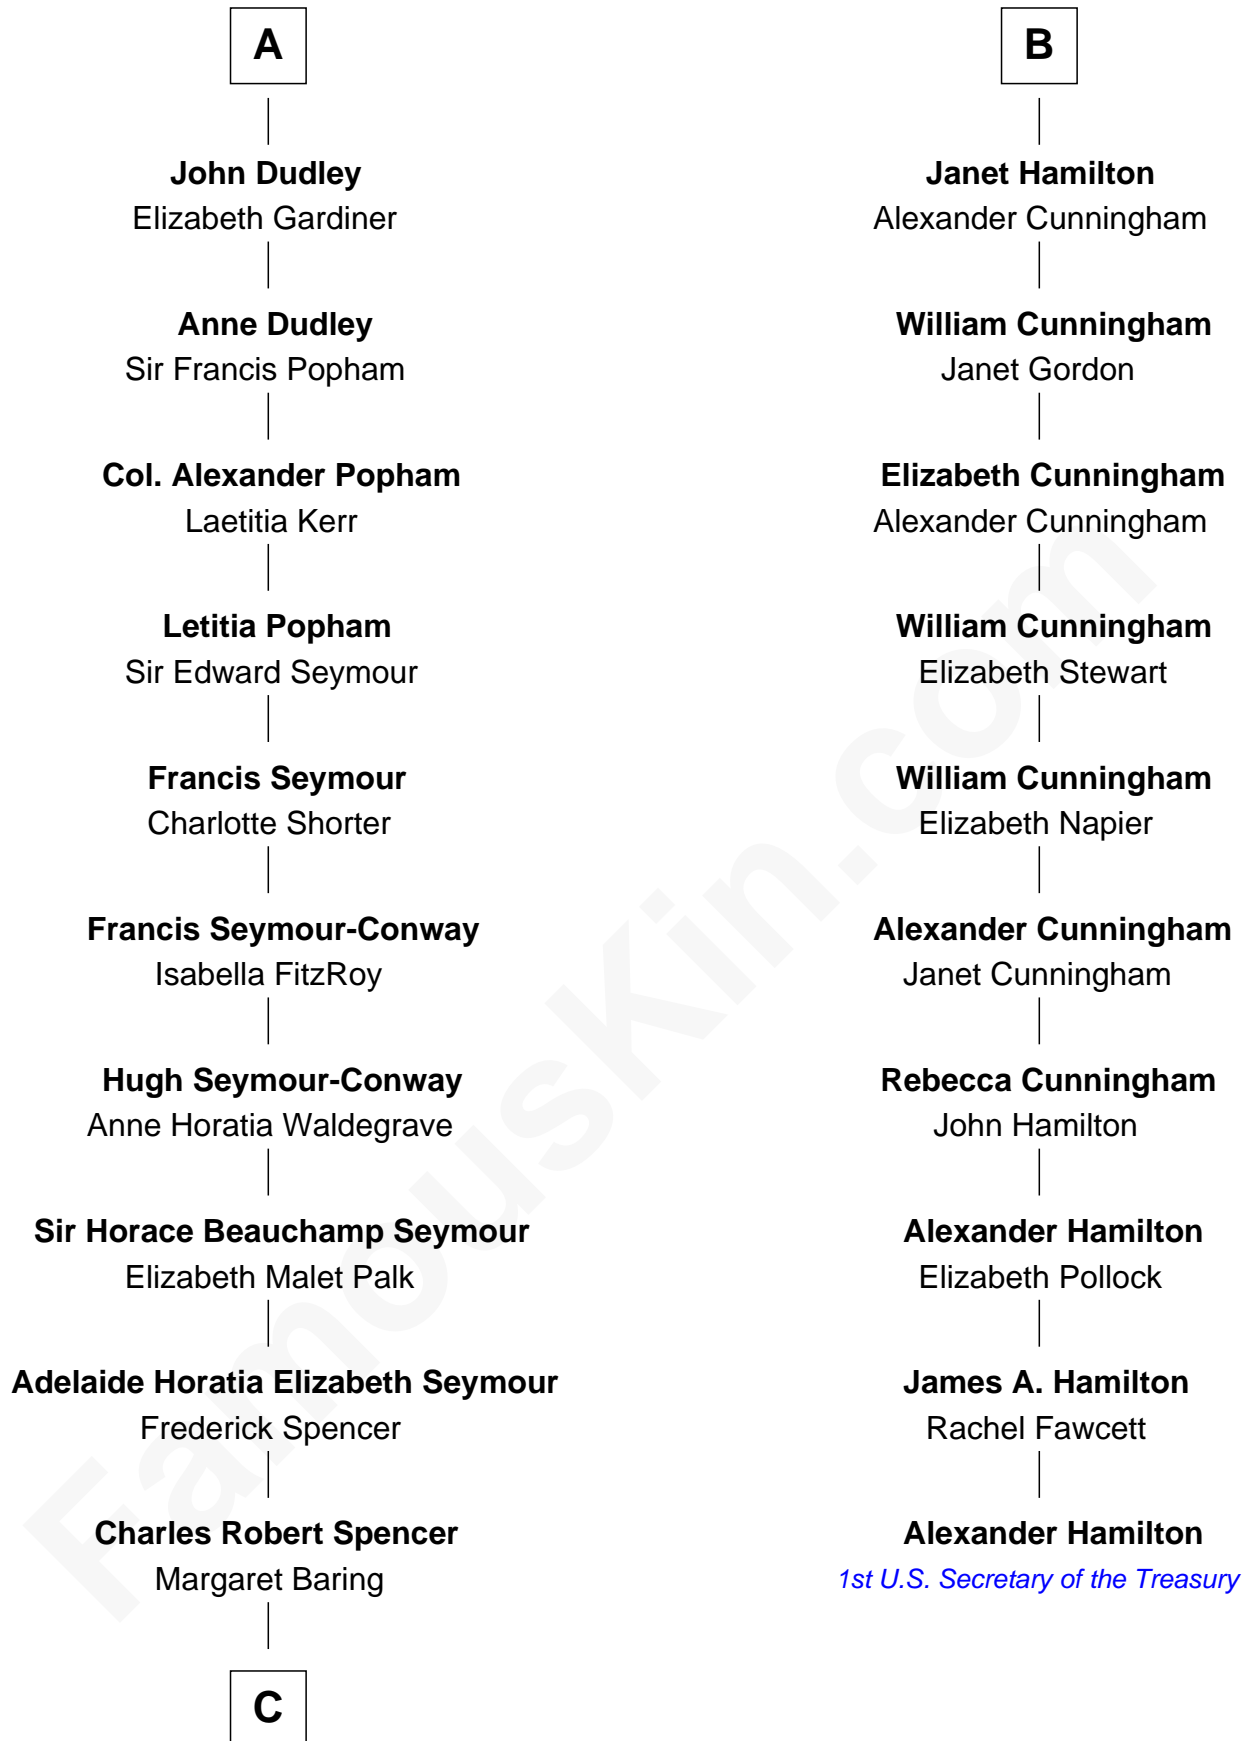 A
John Dudley
Elizabeth Gardiner
Anne Dudley
Sir Francis Popham
Col. Alexander Popham
Laetitia Kerr
Letitia Popham
Sir Edward Seymour
Francis Seymour
Charlotte Shorter
Francis Seymour-Conway
Isabella FitzRoy
Hugh Seymour-Conway
Anne Horatia Waldegrave
Sir Horace Beauchamp Seymour
Elizabeth Malet Palk
Adelaide Horatia Elizabeth Seymour
Frederick Spencer
Charles Robert Spencer
Margaret Baring
C
B
Janet Hamilton
Alexander Cunningham
William Cunningham
Janet Gordon
Elizabeth Cunningham
Alexander Cunningham
William Cunningham
Elizabeth Stewart
William Cunningham
Elizabeth Napier
Alexander Cunningham
Janet Cunningham
Rebecca Cunningham
John Hamilton
Alexander Hamilton
Elizabeth Pollock
James A. Hamilton
Rachel Fawcett
Alexander Hamilton
1st U.S. Secretary of the Treasury
FamousKin.com